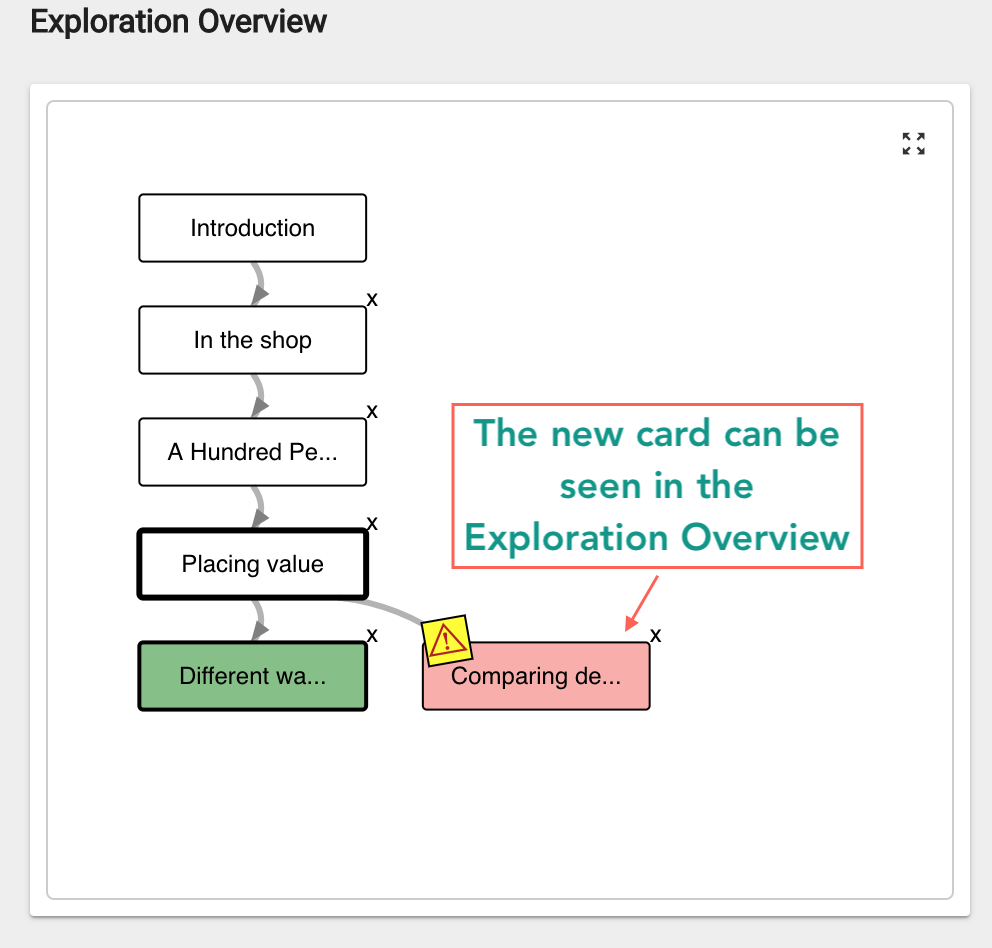 Exploration Overview
Introduction
x
In the shop
x
A Hundred Pe...
The new card can be
seen in the
Exploration Overview
x
Placing value
x
Different wa...
x
Comparing de...